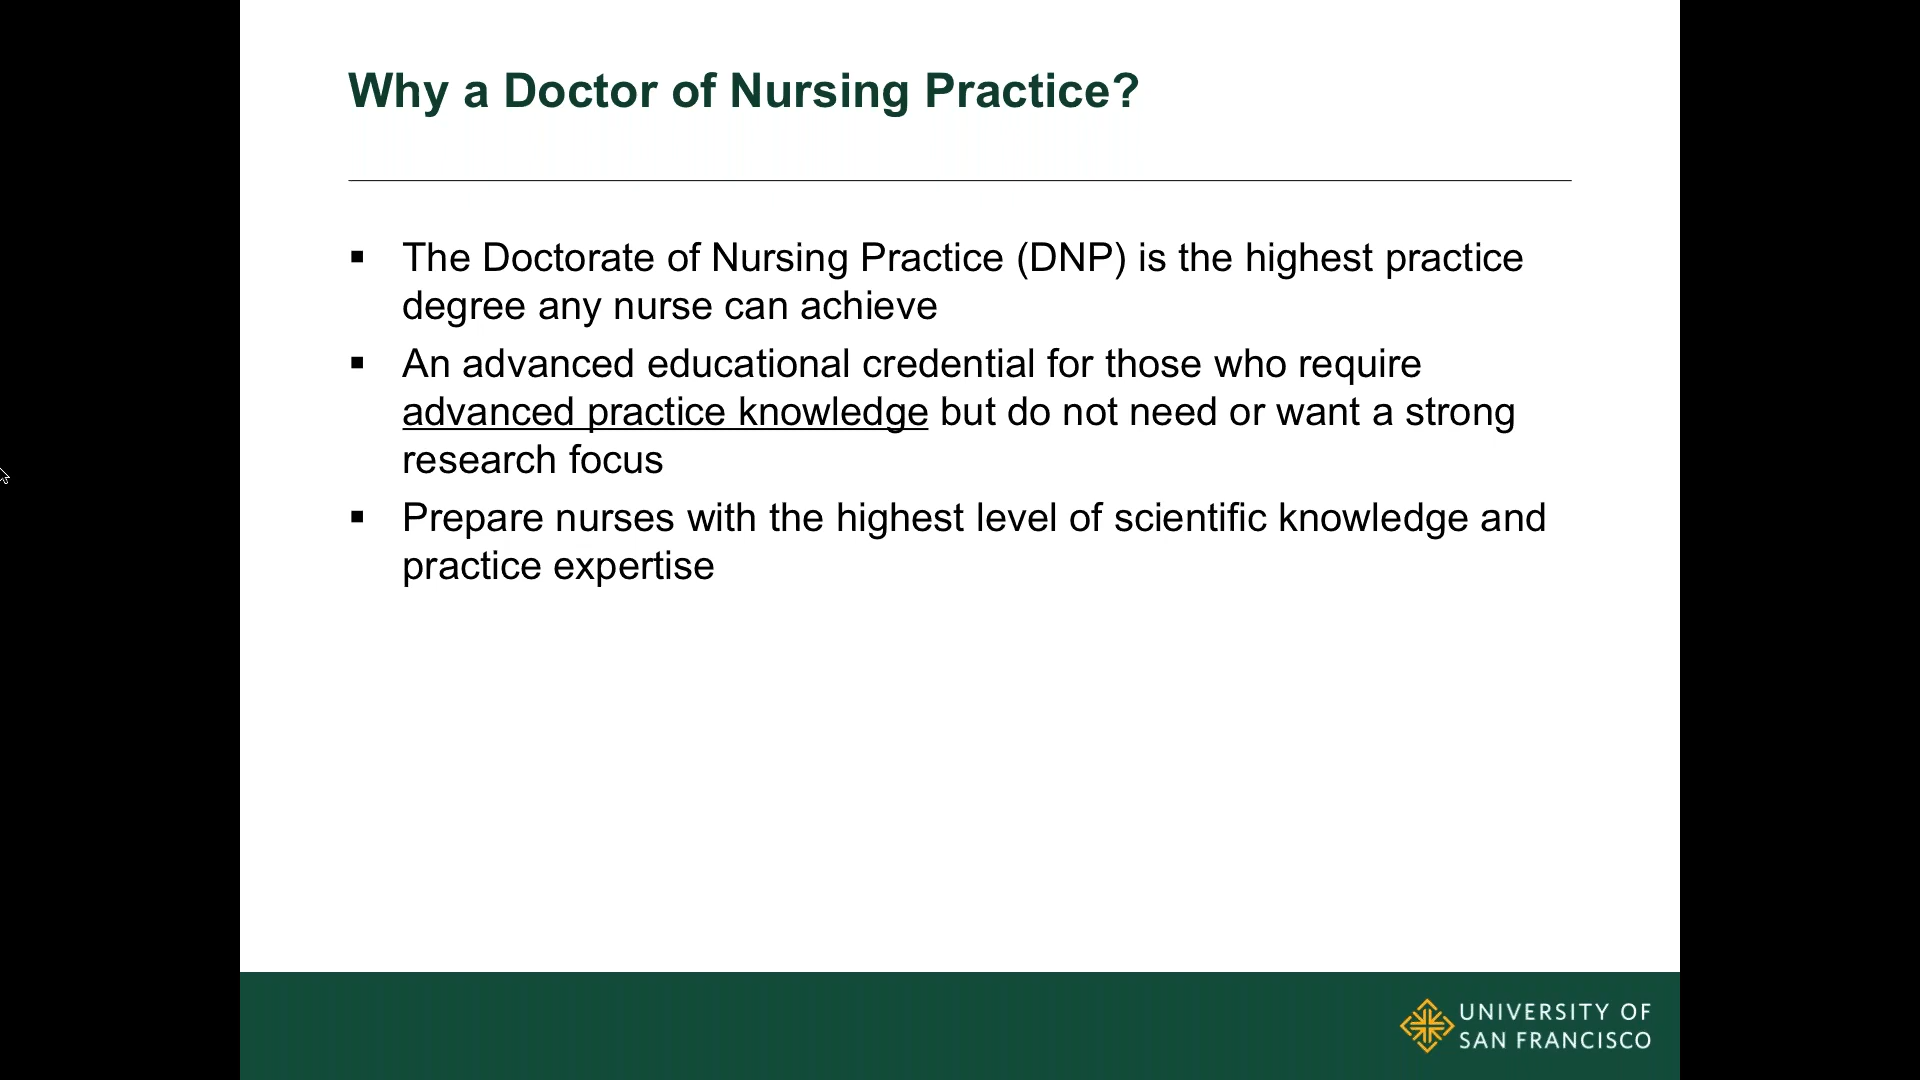 Why a Doctor of Nursing Practice?
▪ The Doctorate of Nursing Practice (DNP) is the highest practice
degree any nurse can achieve
▪ An advanced educational credential for those who require
advanced practice knowledge but do not need or want a strong
research focus
▪ Prepare nurses with the highest level of scientific knowledge and
practice expertise
UNIVERSITY OF
SAN FRANCISCO